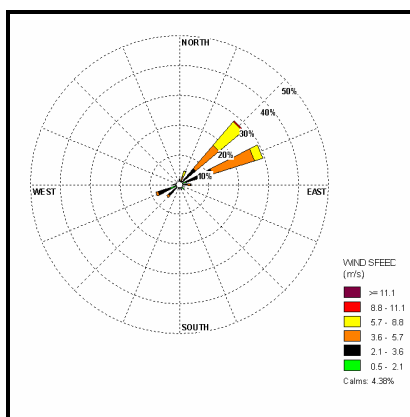 NORTH
50%
40%
30%
20%
10%
WEST
EAST
SOUTH
WIND SPEED
(m/s)
>= 11.1
8.8 - 11.1
5.7 - 8.8
3.6 - 5.7
2.1 - 3.6
0.5 - 2.1
Calms: 4.38%